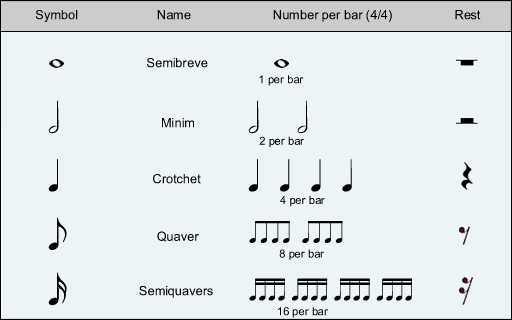 Symbol Name Number per bar (4/4) Rest
Semibreve
1 per bar
Minim
2 per bar
Crotchet
4 per bar
Quaver
8 per bar
Semiquavers
16 per bar